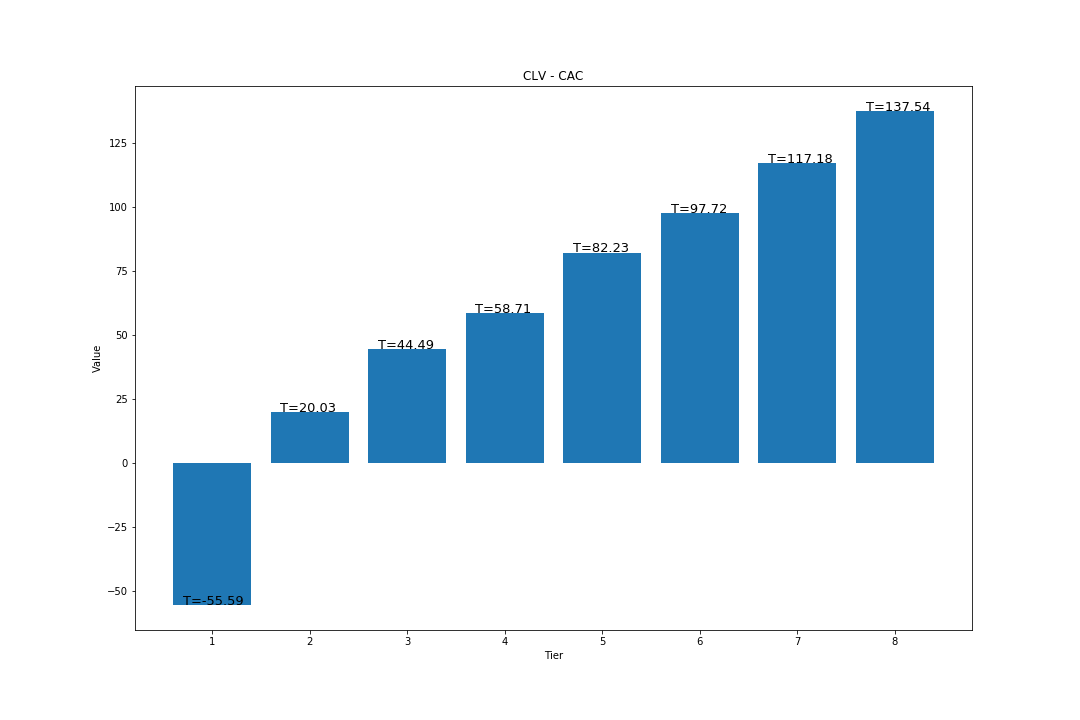 CLV - CAC
T=137.54
T=117.18
T=97.72
T=82.23
T=58.71
T=44.49
T=20.03
T=-55.59
125
100
75
50
25
0
−25
−50
Value
1 2 3 4 5 6 7 8
Tier